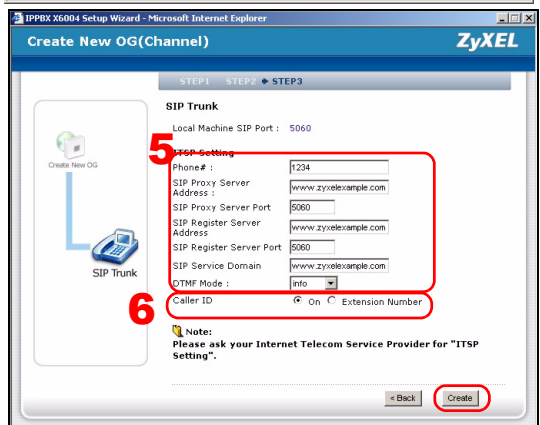 IPPBX X6004 Setup Wizard - Microsoft Internet Explorer
Create New OG(Channel)
ZyXEL
STEP1 STEP2 STEP3
Create New OG
SIP Trunk
SIP Trunk
Local Machine SIP Port : 5060
5
ITSP Setting
Phone# : 1234
SIP Proxy Server Address : www.zyxelexample.com
SIP Proxy Server Port 5060
SIP Register Server Address www.zyxelexample.com
SIP Register Server Port 5060
SIP Service Domain www.zyxelexample.com
DTMF Mode : info
6
Caller ID On Extension Number
Note:
Please ask your Internet Telecom Service Provider for "ITSP
Setting".
< Back Create